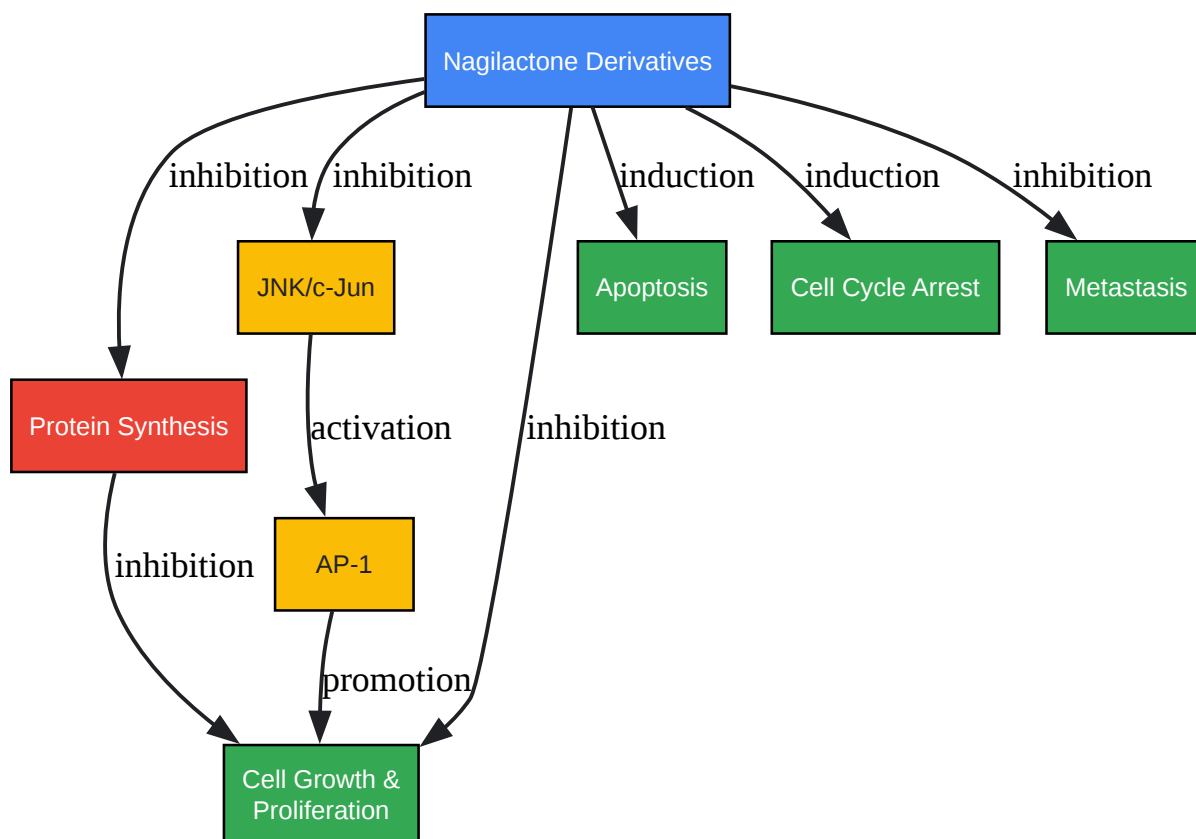 Nagilactone Derivatives
inhibition
inhibition
induction
induction
inhibition
JNK/c-Jun
Apoptosis
Cell Cycle Arrest
Metastasis
Protein Synthesis
activation
inhibition
inhibition
AP-1
promotion
Cell Growth &
Proliferation